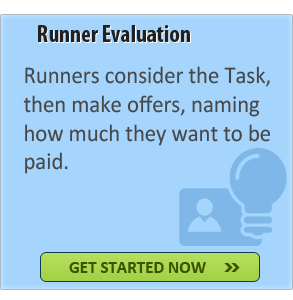 Runner Evaluation
Runners consider the Task,
then make offers, naming
how much they want to be
paid.
GET STARTED NOW »